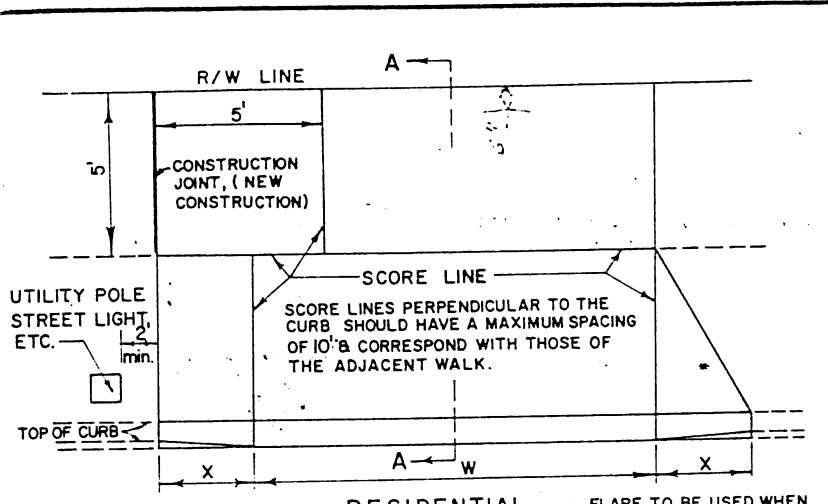 R/W LINE
A
5'
5'
CONSTRUCTION
JOINT, (NEW
CONSTRUCTION)
SCORE LINE
UTILITY POLE
STREET LIGHT,
ETC.
2'
min.
SCORE LINES PERPENDICULAR TO THE
CURB SHOULD HAVE A MAXIMUM SPACING
OF 10' & CORRESPOND WITH THOSE OF
THE ADJACENT WALK.
*
TOP OF CURB
A
X
W
X
RESIDENTIAL
FLARE TO BE USED WHEN